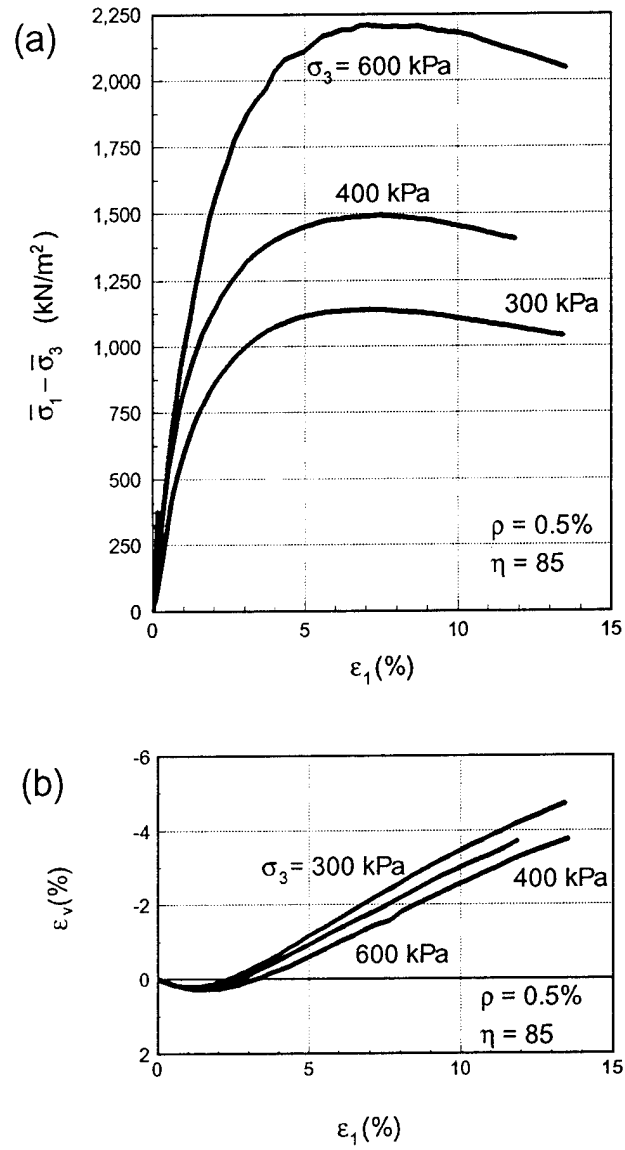 (a)
2,250
2,000
1,750
1,500
1,250
1,000
750
500
250
0
σ̅₁ – σ̅₃ (kN/m²)
σ₃ = 600 kPa
400 kPa
300 kPa
ρ = 0.5%
η = 85
0 5 10 15
ε₁(%)
(b)
-6
-4
-2
0
2
εᵥ(%)
σ₃ = 300 kPa
400 kPa
600 kPa
ρ = 0.5%
η = 85
0 5 10 15
ε₁(%)